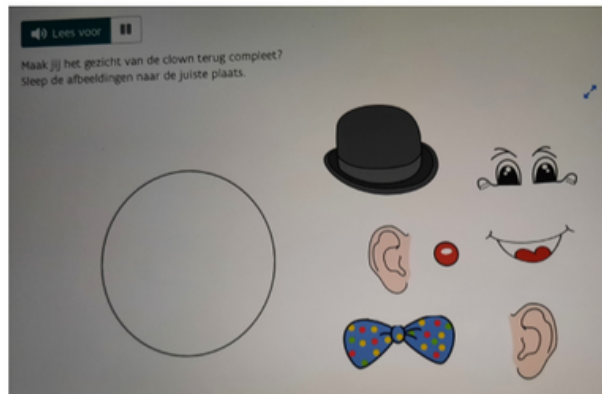 Lees voor
Maak jij het gezicht van de clown terug compleet?
Sleep de afbeeldingen naar de juiste plaats.